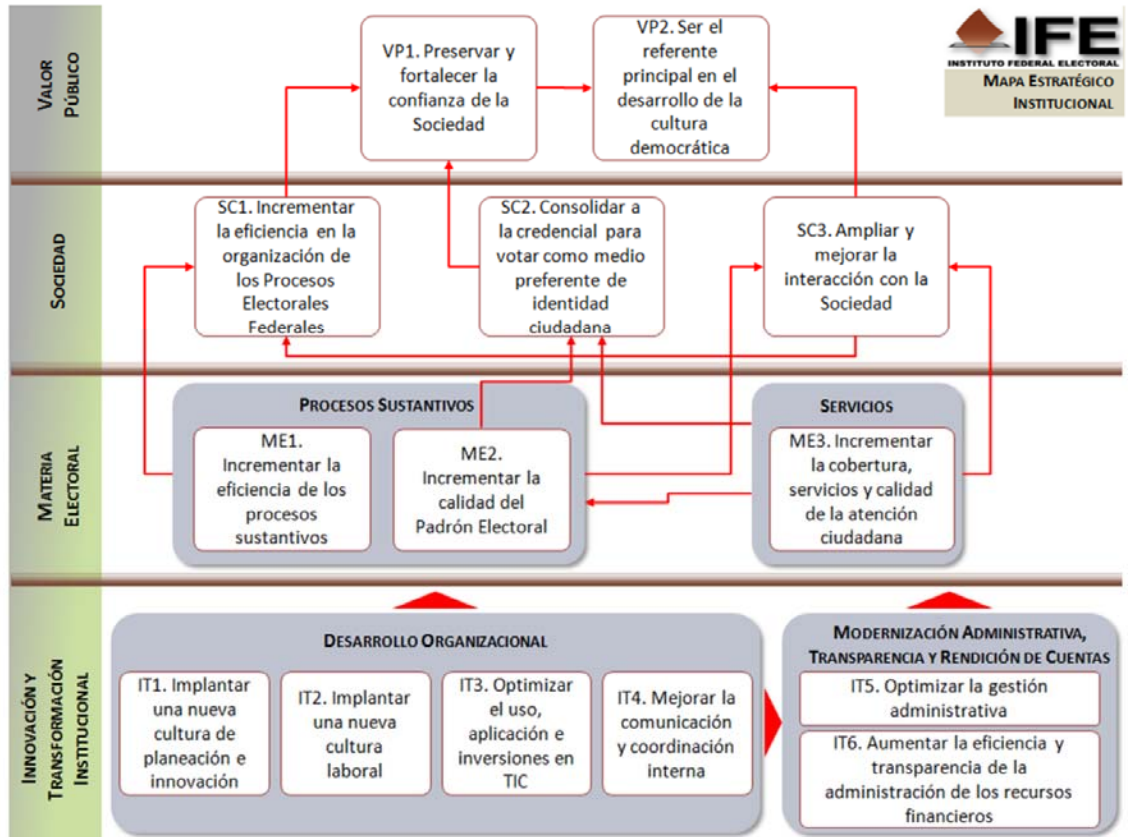 IFE
INSTITUTO FEDERAL ELECTORAL
MAPA ESTRATÉGICO
INSTITUCIONAL
VALOR
PÚBLICO
VP1. Preservar y
fortalecer la
confianza de la
Sociedad
VP2. Ser el
referente
principal en el
desarrollo de la
cultura
democrática
SOCIEDAD
SC1. Incrementar
la eficiencia en la
organización de
los Procesos
Electorales
Federales
SC2. Consolidar a
la credencial para
votar como medio
preferente de
identidad
ciudadana
SC3. Ampliar y
mejorar la
interacción con la
Sociedad
MATERIA
ELECTORAL
PROCESOS SUSTANTIVOS
ME1.
Incrementar la
eficiencia de los
procesos
sustantivos
ME2.
Incrementar la
calidad del
Padrón Electoral
SERVICIOS
ME3. Incrementar
la cobertura,
servicios y calidad
de la atención
ciudadana
INNOVACIÓN Y
TRANSFORMACIÓN
INSTITUCIONAL
DESARROLLO ORGANIZACIONAL
IT1. Implantar
una nueva
cultura de
planeación e
innovación
IT2. Implantar
una nueva
cultura
laboral
IT3. Optimizar
el uso,
aplicación e
inversiones en
TIC
IT4. Mejorar la
comunicación
y coordinación
interna
MODERNIZACIÓN ADMINISTRATIVA,
TRANSPARENCIA Y RENDICIÓN DE CUENTAS
IT5. Optimizar la gestión
administrativa
IT6. Aumentar la eficiencia y
transparencia de la
administración de los recursos
financieros